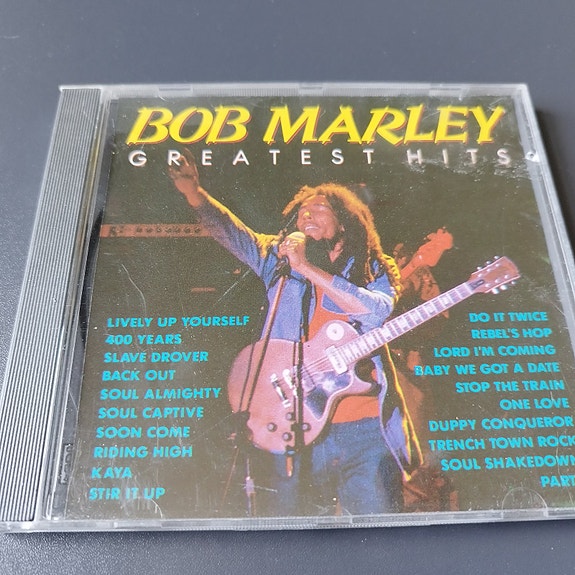 BOB MARLEY
GREATEST HITS
LIVELY UP YOURSELF
400 YEARS
SLAVE DROVER
BACK OUT
SOUL ALMIGHTY
SOUL CAPTIVE
SOON COME
RIDING HIGH
KAYA
STIR IT UP
DO IT TWICE
REBEL'S HOP
LORD I'M COMING
BABY WE GOT A DATE
STOP THE TRAIN
ONE LOVE
DUPPY CONQUEROR
TRENCH TOWN ROCK
SOUL SHAKEDOWN
PART